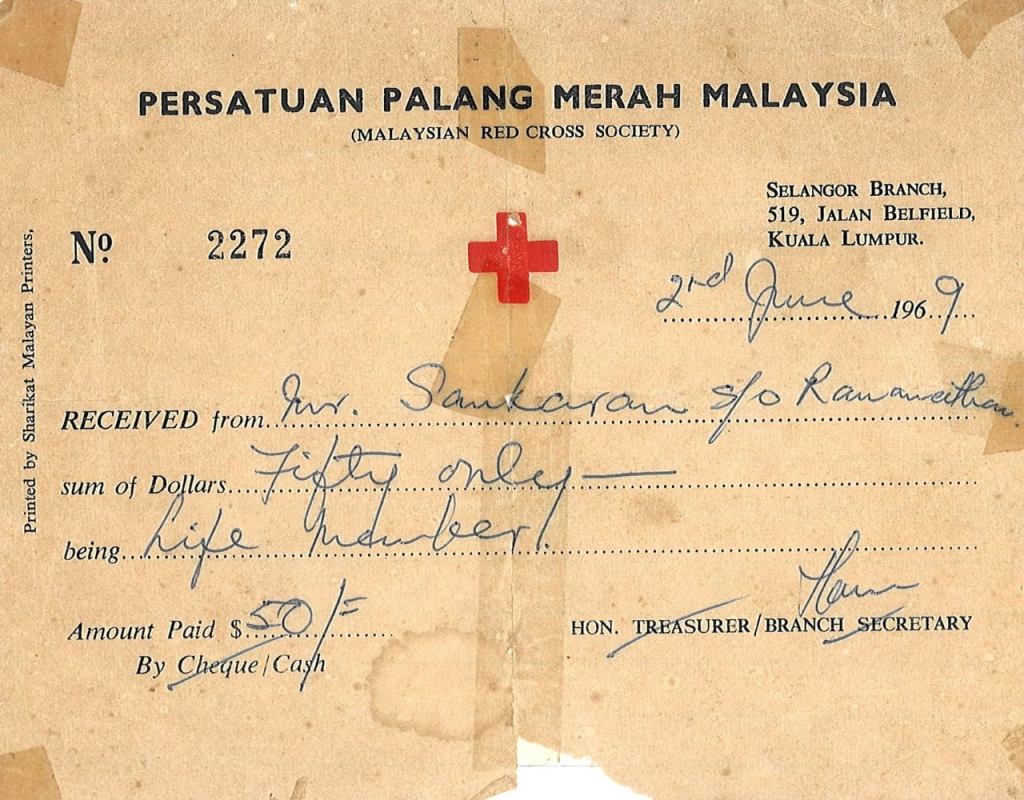 PERSATUAN PALANG MERAH MALAYSIA
(MALAYSIAN RED CROSS SOCIETY)
SELANGOR BRANCH,
519, JALAN BELFIELD,
KUALA LUMPUR.
Nº 2272
2nd June 1969
RECEIVED from Mr. Sankaran s/o Ramanathan
sum of Dollars Fifty only —
being Life Member.
Amount Paid $ 50/=
By Cheque/Cash
HON. TREASURER/BRANCH SECRETARY
Printed by Sharikat Malayan Printers,